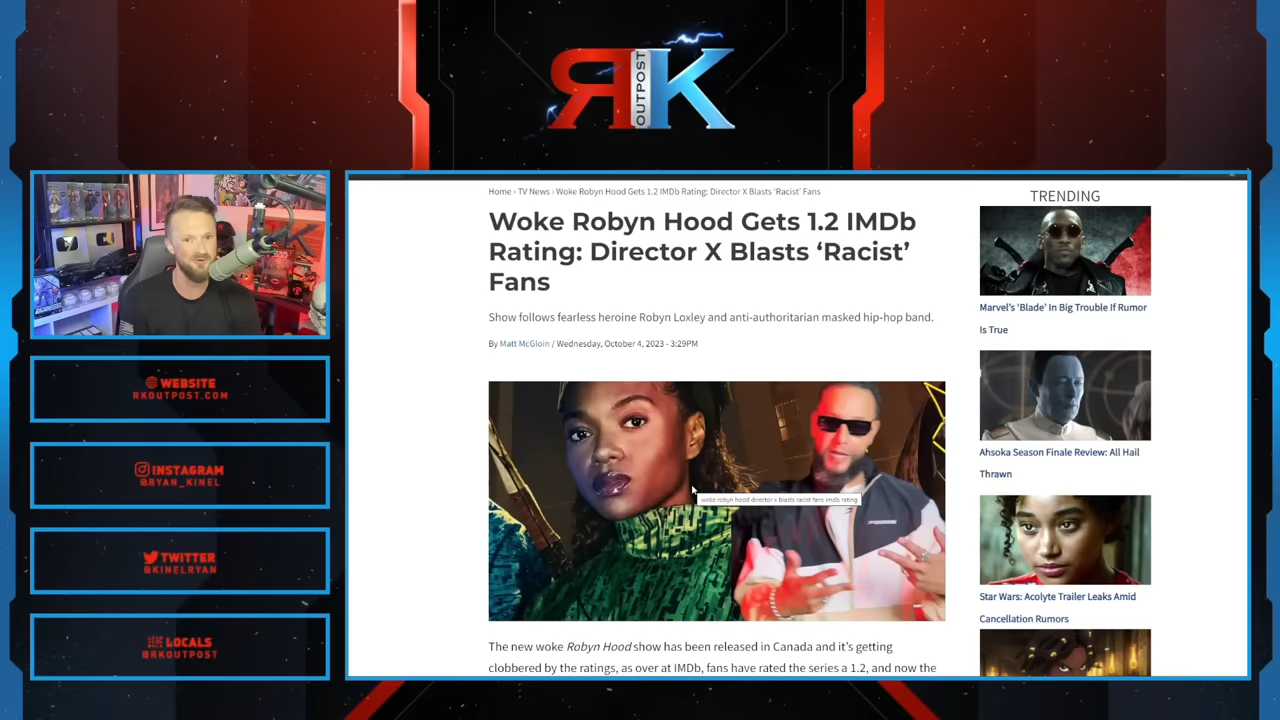 RK
OUTPOST
WEBSITE
RKOUTPOST.COM
INSTAGRAM
@RYAN_KINEL
TWITTER
@KINELRYAN
LOCALS
@RKOUTPOST
Home › TV News › Woke Robyn Hood Gets 1.2 IMDb Rating: Director X Blasts ‘Racist’ Fans
Woke Robyn Hood Gets 1.2 IMDb
Rating: Director X Blasts ‘Racist’
Fans
Show follows fearless heroine Robyn Loxley and anti-authoritarian masked hip-hop band.
By Matt McGloin / Wednesday, October 4, 2023 - 3:29PM
woke robyn hood director x blasts racist fans imdb rating
The new woke Robyn Hood show has been released in Canada and it’s getting
clobbered by the ratings, as over at IMDb, fans have rated the series a 1.2, and now the
TRENDING
Marvel’s ‘Blade’ In Big Trouble If Rumor
Is True
Ahsoka Season Finale Review: All Hail
Thrawn
Star Wars: Acolyte Trailer Leaks Amid
Cancellation Rumors